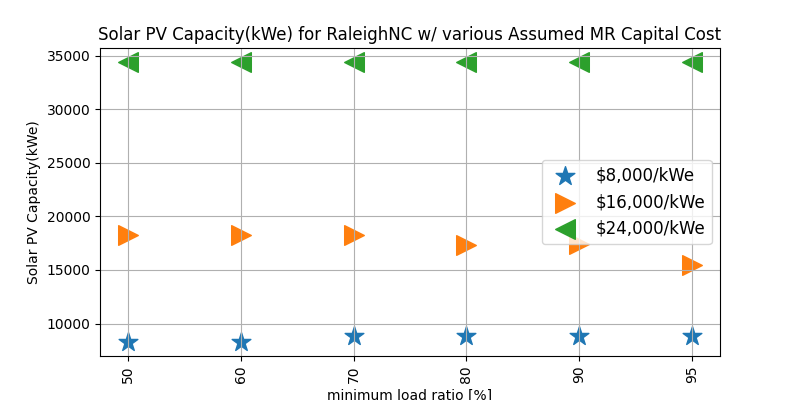 Solar PV Capacity(kWe) for RaleighNC w/ various Assumed MR Capital Cost
35000
30000
25000
20000
15000
10000
Solar PV Capacity(kWe)
$8,000/kWe
$16,000/kWe
$24,000/kWe
50
60
70
80
90
95
minimum load ratio [%]